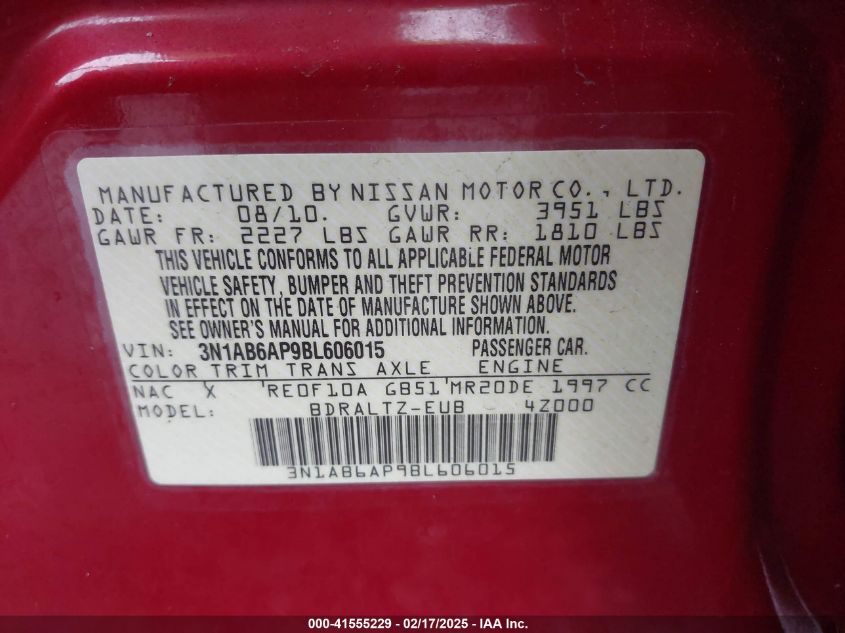 MANUFACTURED BY NISSAN MOTOR CO., LTD.
DATE: 08/10. GVWR: 3951 LBS
GAWR FR: 2227 LBS GAWR RR: 1810 LBS
THIS VEHICLE CONFORMS TO ALL APPLICABLE FEDERAL MOTOR
VEHICLE SAFETY, BUMPER AND THEFT PREVENTION STANDARDS
IN EFFECT ON THE DATE OF MANUFACTURE SHOWN ABOVE.
SEE OWNER'S MANUAL FOR ADDITIONAL INFORMATION.
VIN: 3N1AB6AP9BL606015 PASSENGER CAR.
COLOR TRIM TRANS AXLE ENGINE
NAC X 'RE0F10A GB51'MR20DE 1997 CC
MODEL: BDRALTZ-EUB 4Z000
3N1AB6AP9BL606015
000-41555229 - 02/17/2025 - IAA Inc.